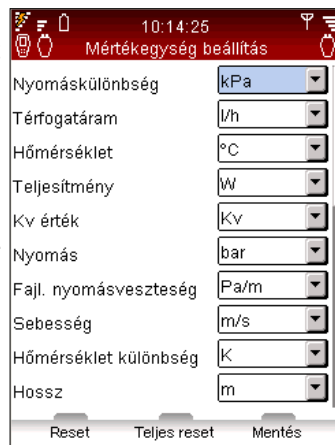 10:14:25
Mértékegység beállítás
Nyomáskülönbség kPa
Térfogatáram l/h
Hőmérséklet °C
Teljesítmény W
Kv érték Kv
Nyomás bar
Fajl. nyomásveszteség Pa/m
Sebesség m/s
Hőmérséklet különbség K
Hossz m
Reset Teljes reset Mentés